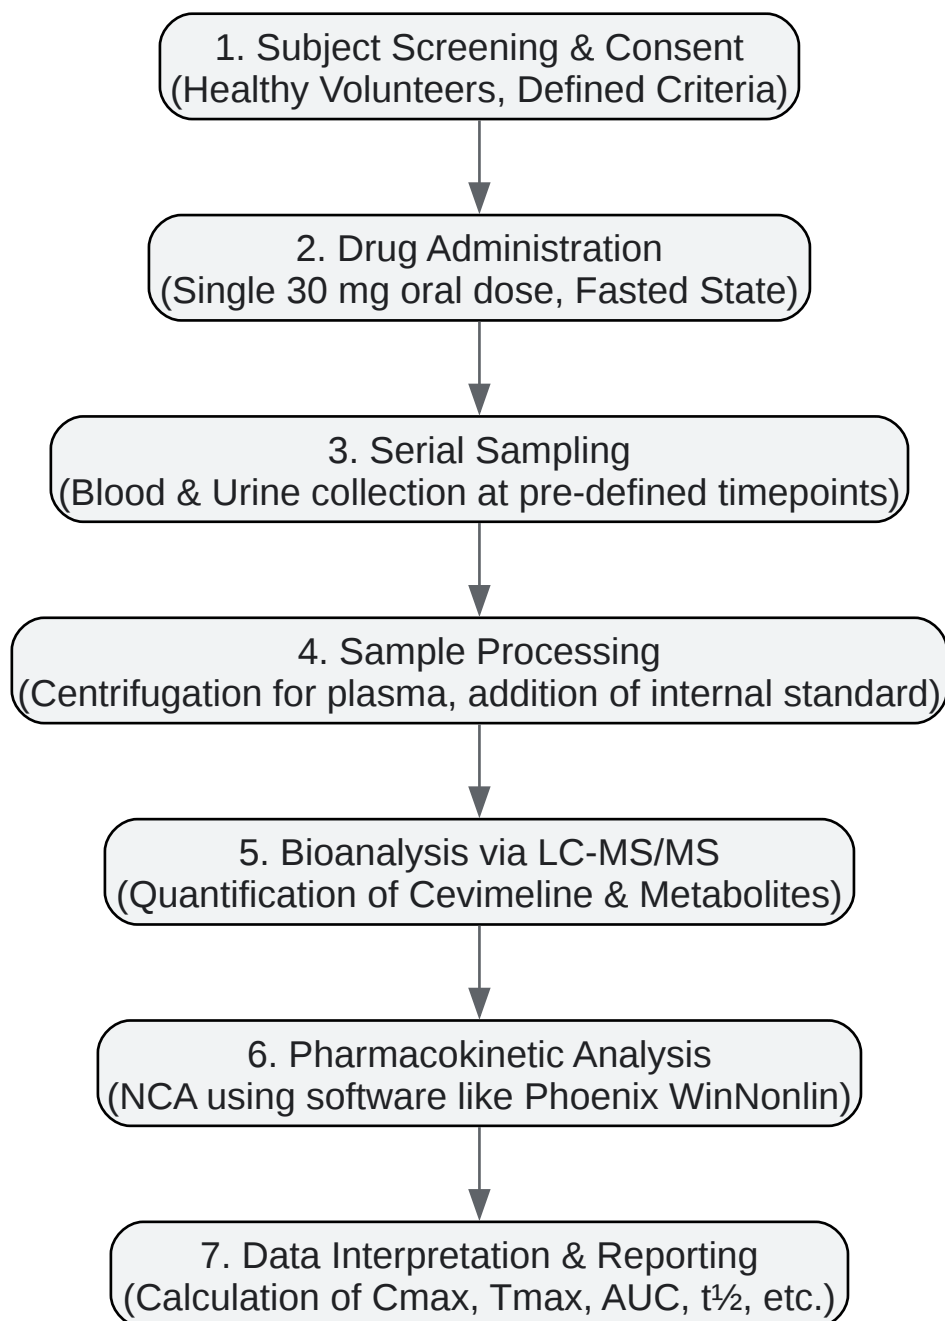 1. Subject Screening & Consent
(Healthy Volunteers, Defined Criteria)
2. Drug Administration
(Single 30 mg oral dose, Fasted State)
3. Serial Sampling
(Blood & Urine collection at pre-defined timepoints)
4. Sample Processing
(Centrifugation for plasma, addition of internal standard)
5. Bioanalysis via LC-MS/MS
(Quantification of Cevimeline & Metabolites)
6. Pharmacokinetic Analysis
(NCA using software like Phoenix WinNonlin)
7. Data Interpretation & Reporting
(Calculation of Cmax, Tmax, AUC, t½, etc.)